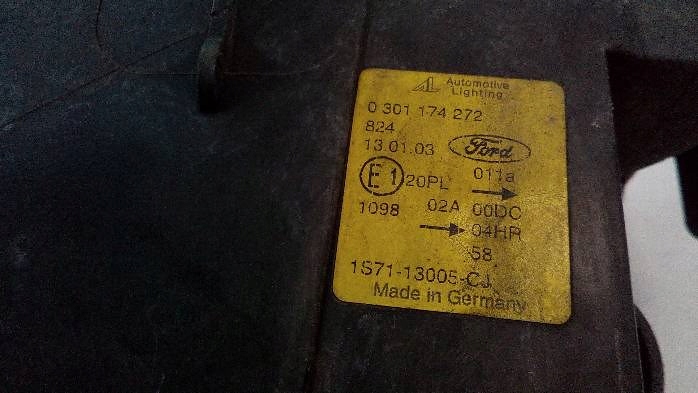 AL Automotive
Lighting
0 301 174 272
824
13.01.03 Ford
E1 20PL 011a
→
1098 02A 00DC
→ 04HR
58
1S71-13005-CJ
Made in Germany